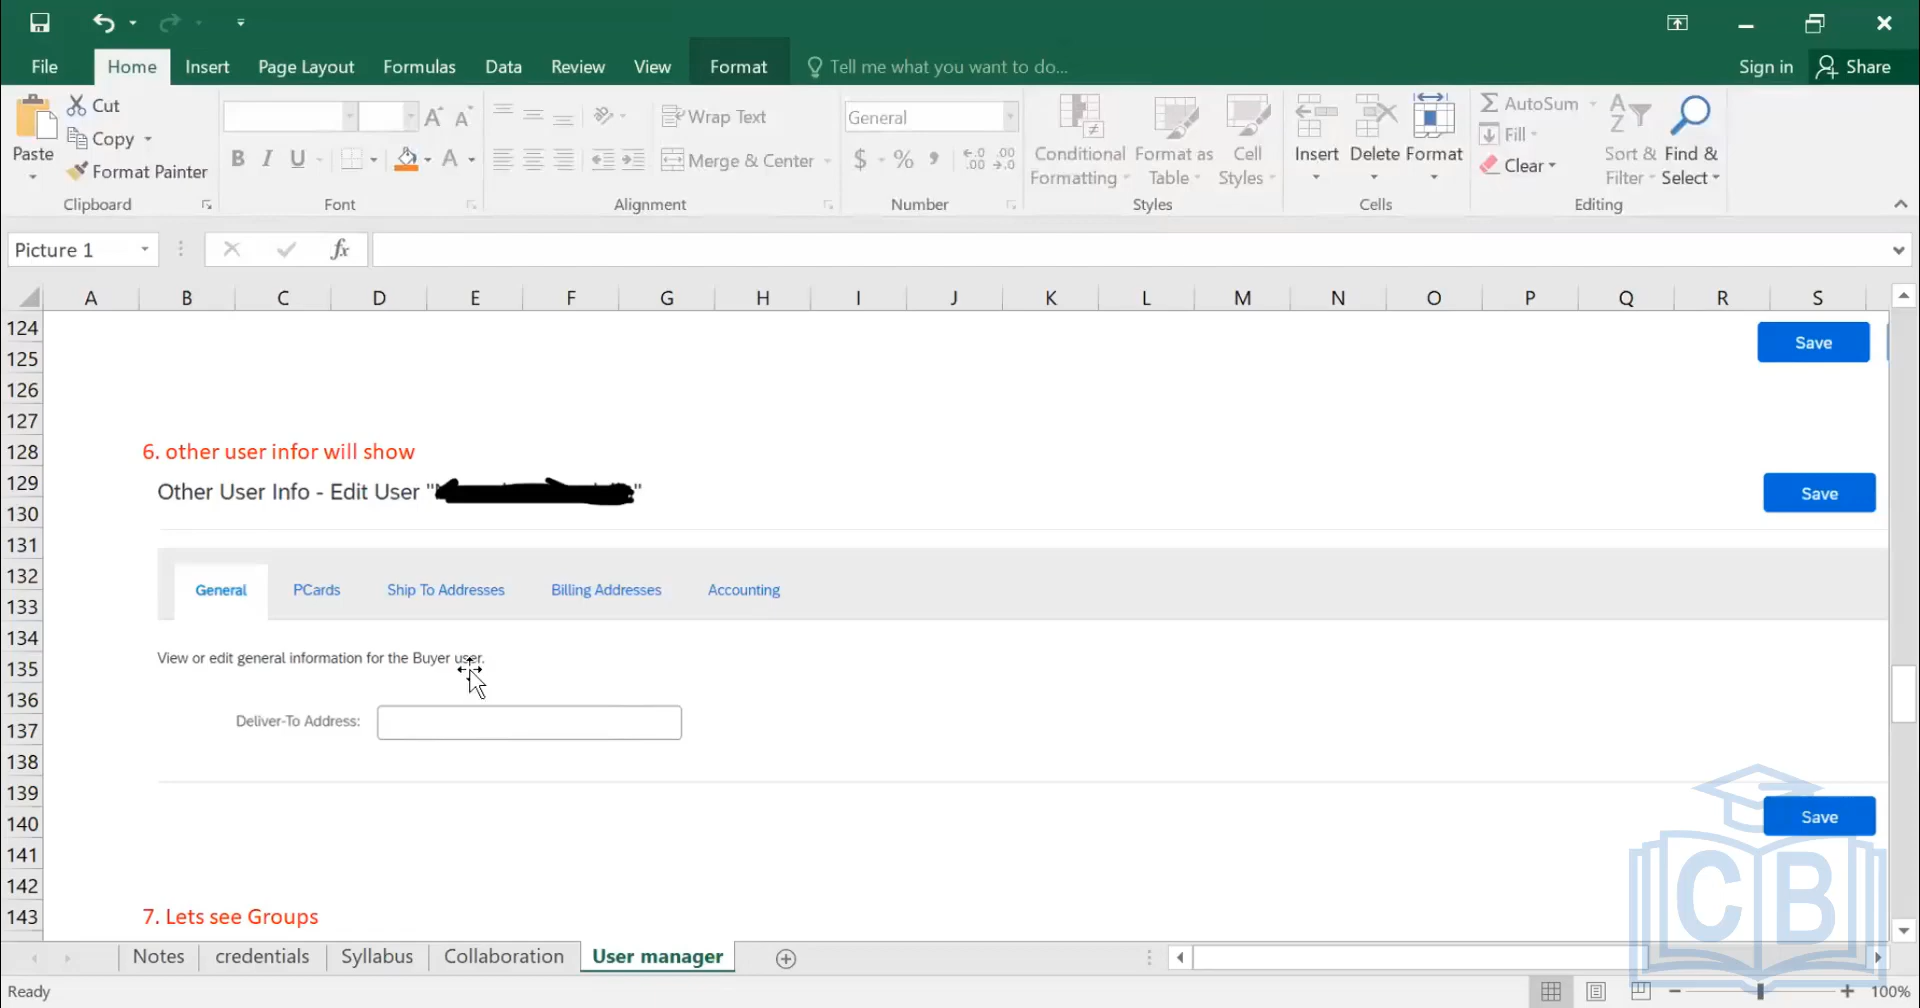 File Home Insert Page Layout Formulas Data Review View Format Tell me what you want to do... Sign in Share
Paste
Cut
Copy
Format Painter
Clipboard
B I U A A A
Font
Wrap Text
Merge & Center
Alignment
General
$ % , .0 .00 .00 .0
Number
Conditional Formatting
Format as Table
Cell Styles
Styles
Insert Delete Format
Cells
AutoSum
Fill
Clear
Sort & Filter
Find & Select
Editing
Picture 1 fx
A B C D E F G H I J K L M N O P Q R S
124
Save
125
126
127
128
6. other user infor will show
129
Other User Info - Edit User " "
Save
130
131
132
General PCards Ship To Addresses Billing Addresses Accounting
133
134
135
View or edit general information for the Buyer user.
136
137
Deliver-To Address:
138
139
140
Save
141
142
143
7. Lets see Groups
CB
Notes credentials Syllabus Collaboration User manager
Ready
100%